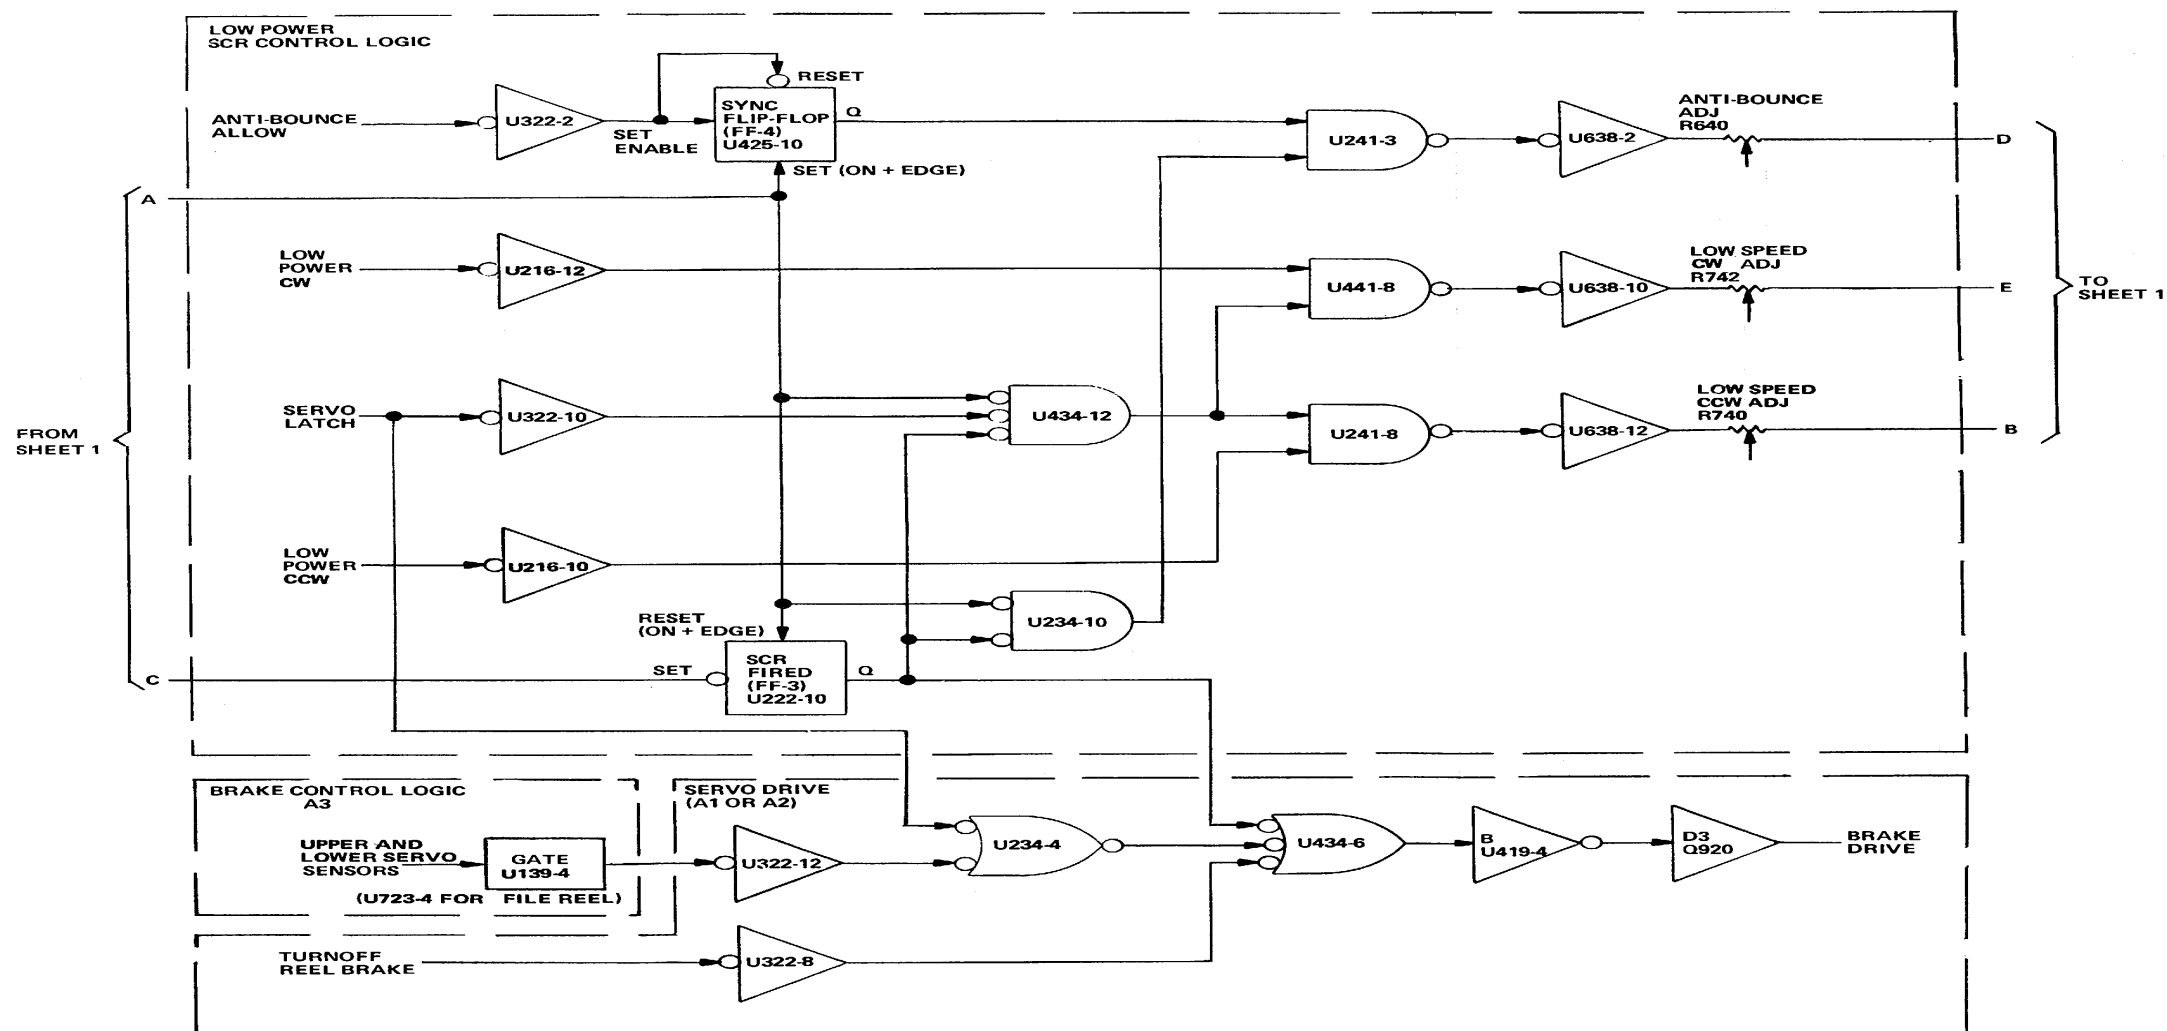 LOW POWER
SCR CONTROL LOGIC
RESET
ANTI-BOUNCE
ALLOW
U322-2
SET
ENABLE
SYNC
FLIP-FLOP
(FF-4)
U425-10
Q
SET (ON + EDGE)
U241-3
U638-2
ANTI-BOUNCE
ADJ
R640
D
A
LOW
POWER
CW
U216-12
U441-8
U638-10
LOW SPEED
CW ADJ
R742
E
TO
SHEET 1
SERVO
LATCH
U322-10
U434-12
U241-8
U638-12
LOW SPEED
CCW ADJ
R740
B
FROM
SHEET 1
LOW
POWER
CCW
U216-10
U234-10
RESET
(ON + EDGE)
C
SET
SCR
FIRED
(FF-3)
U222-10
Q
BRAKE CONTROL LOGIC
A3
SERVO DRIVE
(A1 OR A2)
UPPER AND
LOWER SERVO
SENSORS
GATE
U139-4
(U723-4 FOR FILE REEL)
U322-12
U234-4
U434-6
B
U419-4
D3
Q920
BRAKE
DRIVE
TURNOFF
REEL BRAKE
U322-8